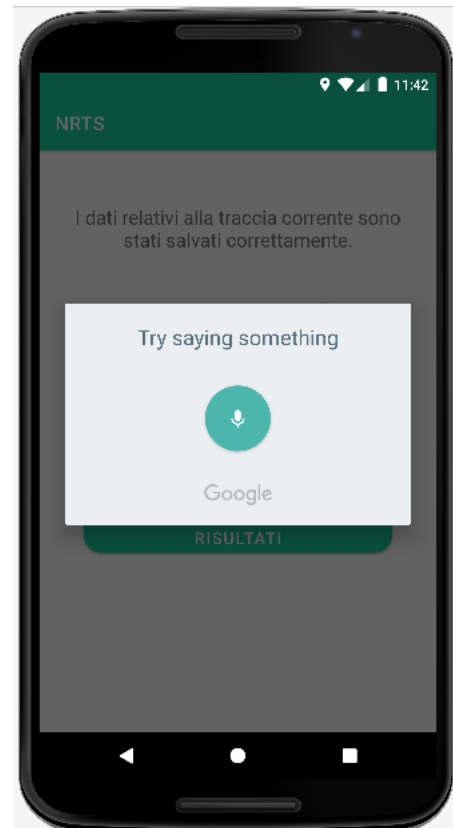 11:42
NRTS
I dati relativi alla traccia corrente sono
stati salvati correttamente.
Try saying something
Google
RISULTATI